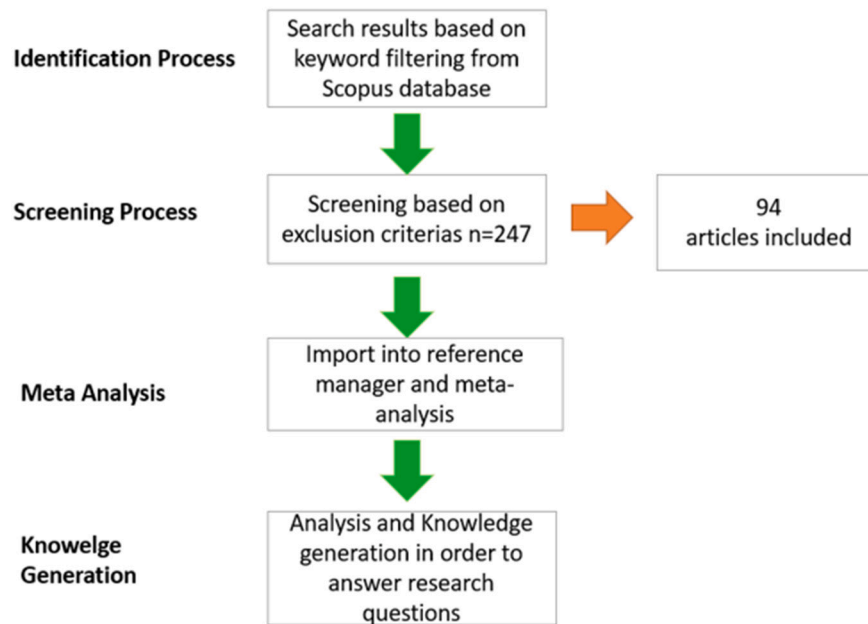 Identification Process
Search results based on
keyword filtering from
Scopus database
Screening Process
Screening based on
exclusion criterias n=247
94
articles included
Meta Analysis
Import into reference
manager and meta-
analysis
Knowelge
Generation
Analysis and Knowledge
generation in order to
answer research
questions